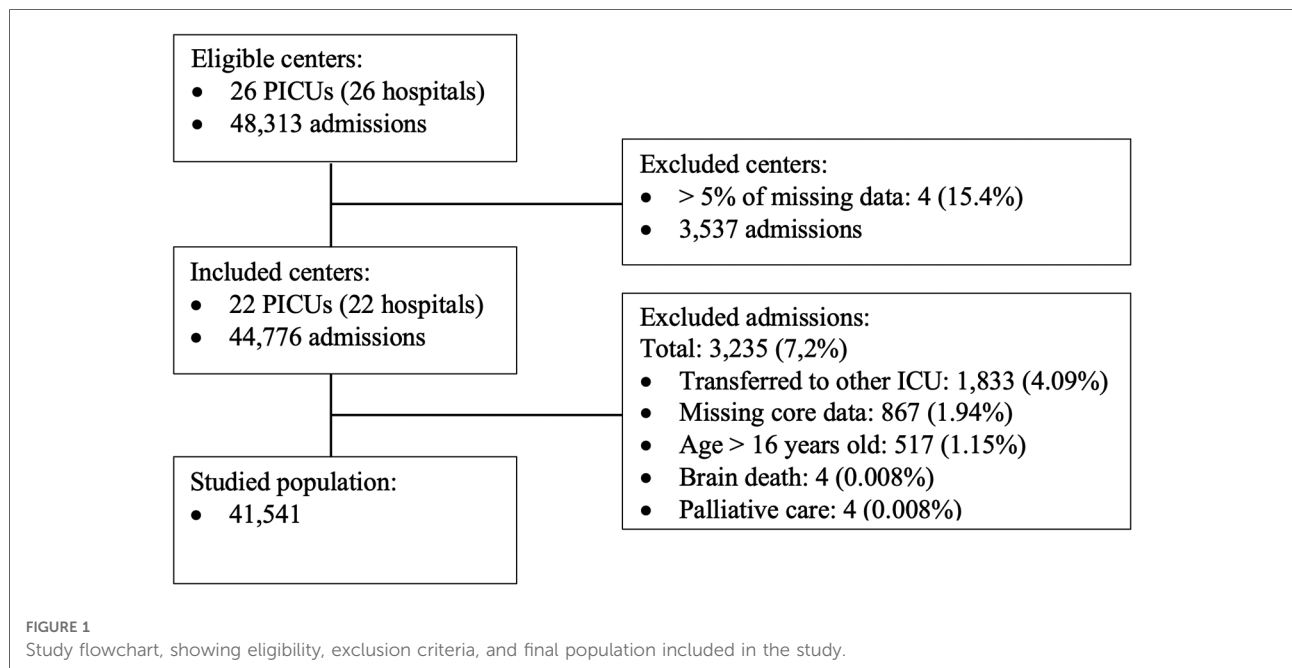 Eligible centers:
• 26 PICUs (26 hospitals)
• 48,313 admissions
Excluded centers:
• > 5% of missing data: 4 (15.4%)
• 3,537 admissions
Included centers:
• 22 PICUs (22 hospitals)
• 44,776 admissions
Excluded admissions:
Total: 3,235 (7,2%)
• Transferred to other ICU: 1,833 (4.09%)
• Missing core data: 867 (1.94%)
• Age > 16 years old: 517 (1.15%)
• Brain death: 4 (0.008%)
• Palliative care: 4 (0.008%)
Studied population:
• 41,541
FIGURE 1
Study flowchart, showing eligibility, exclusion criteria, and final population included in the study.